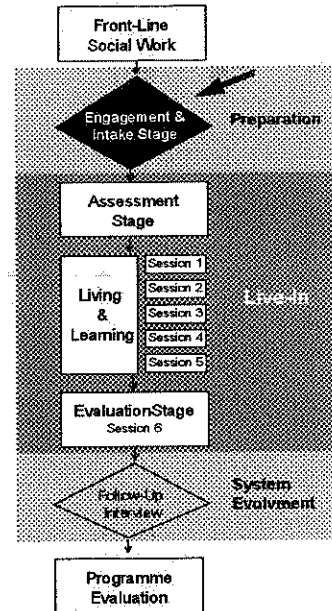 Front-Line
Social Work
Engagement &
Intake Stage
Preparation
Assessment
Stage
Living
&
Learning
Session 1
Session 2
Session 3
Session 4
Session 5
Live-In
EvaluationStage
Session 6
Follow-Up
Interview
System
Evolvment
Programme
Evaluation